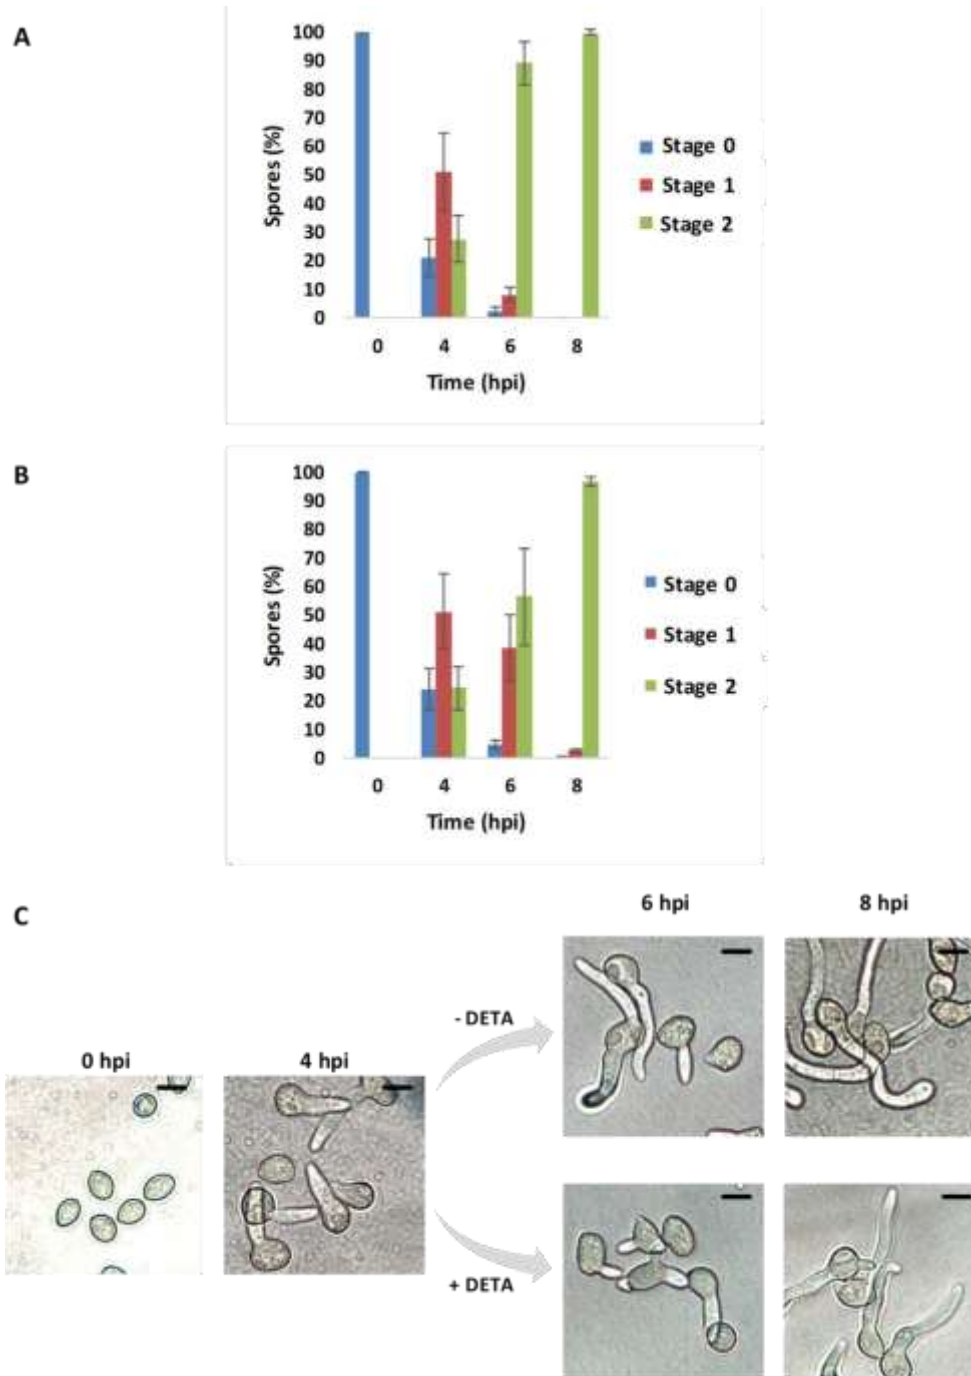 A
100
90
80
70
60
50
40
30
20
10
0
Spores (%)
0 4 6 8
Time (hpi)
Stage 0
Stage 1
Stage 2
B
100
90
80
70
60
50
40
30
20
10
0
Spores (%)
0 4 6 8
Time (hpi)
Stage 0
Stage 1
Stage 2
C
6 hpi 8 hpi
- DETA
0 hpi 4 hpi
+ DETA